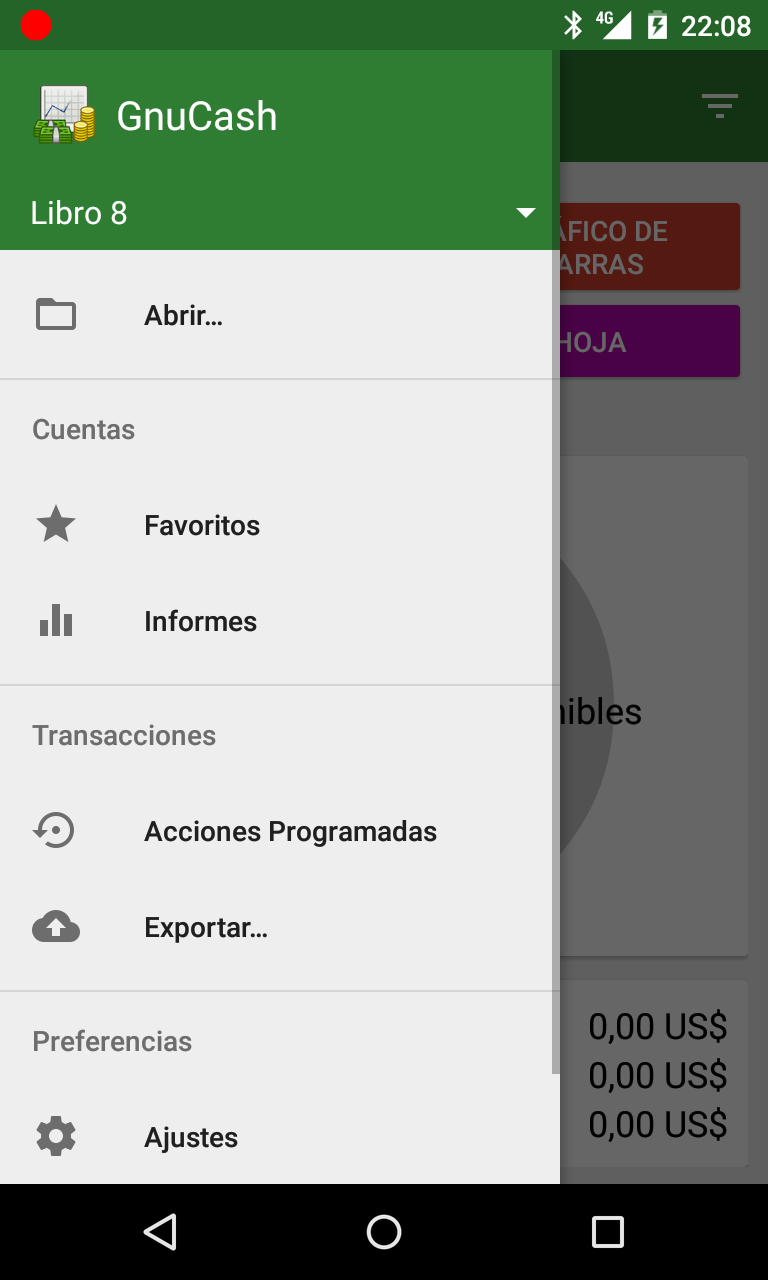 4G 22:08
GnuCash
Libro 8
Abrir…
Cuentas
Favoritos
Informes
Transacciones
Acciones Programadas
Exportar…
Preferencias
Ajustes
ÁFICO DE
ARRAS
HOJA
nibles
0,00 US$
0,00 US$
0,00 US$